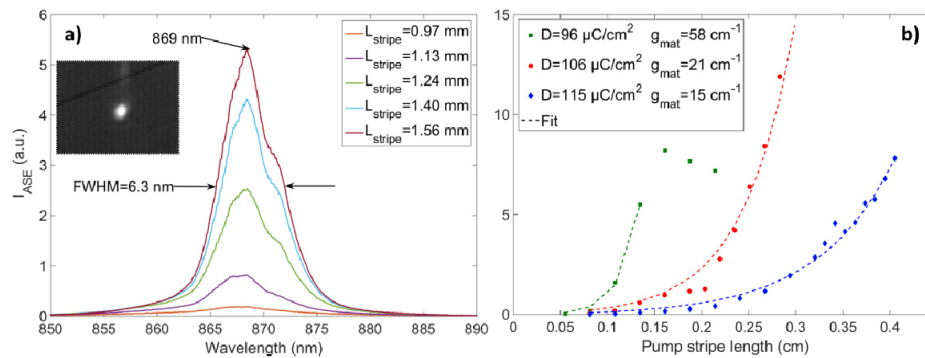 a)
869 nm
L_stripe=0.97 mm
L_stripe=1.13 mm
L_stripe=1.24 mm
L_stripe=1.40 mm
L_stripe=1.56 mm
FWHM=6.3 nm
I_ASE (a.u.)
6
5
4
3
2
1
0
850 855 860 865 870 875 880 885 890
Wavelength (nm)
b)
D=96 µC/cm² g_mat=58 cm⁻¹
D=106 µC/cm² g_mat=21 cm⁻¹
D=115 µC/cm² g_mat=15 cm⁻¹
Fit
15
10
5
0
0 0.05 0.1 0.15 0.2 0.25 0.3 0.35 0.4
Pump stripe length (cm)